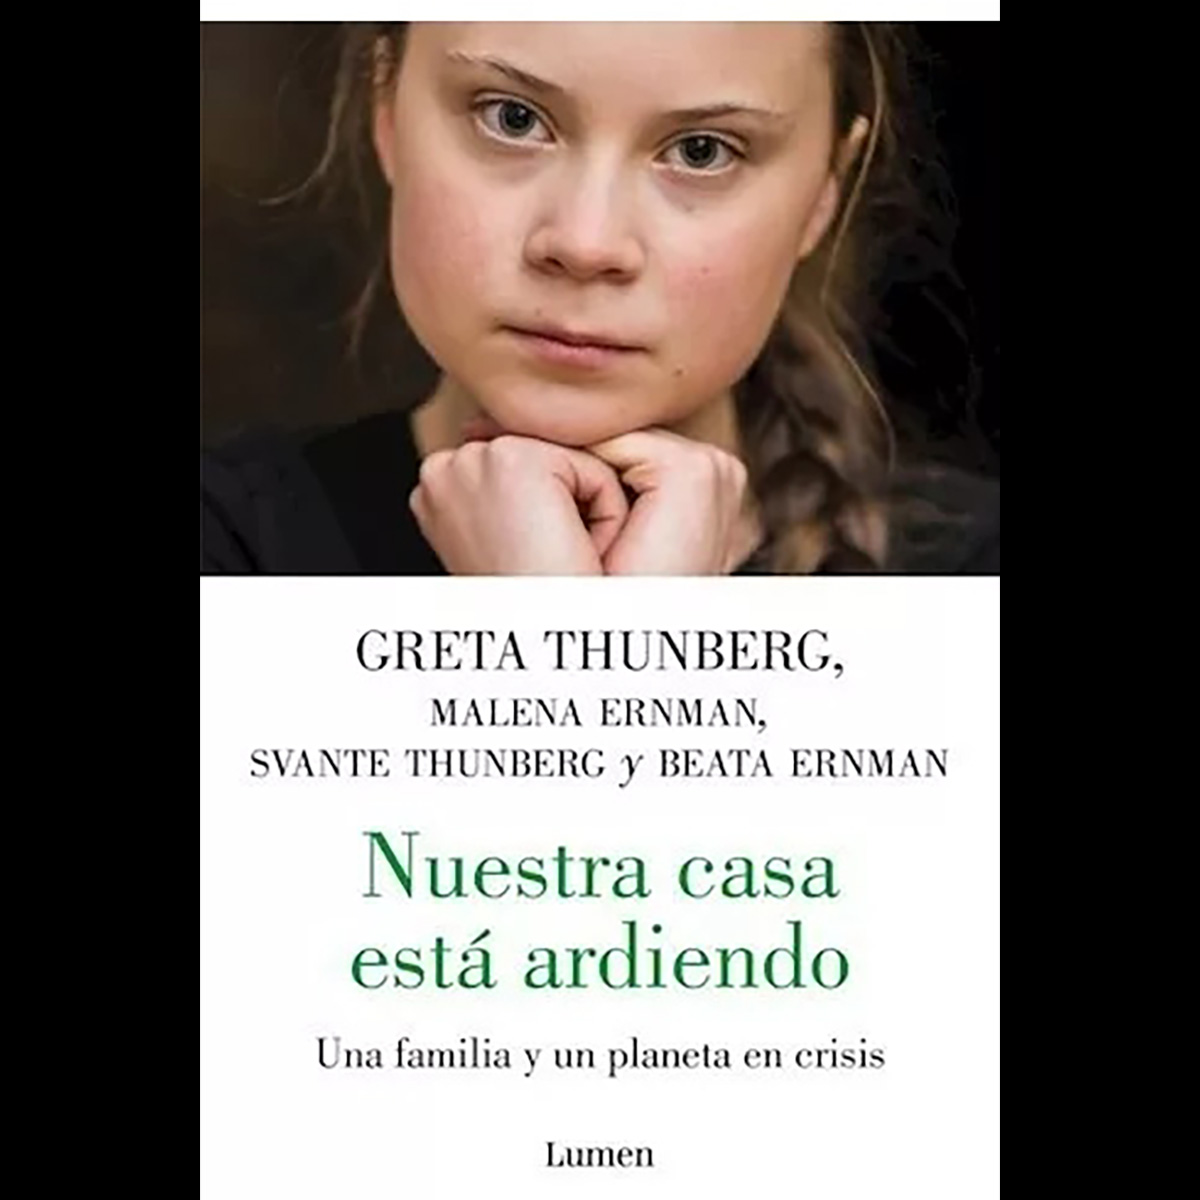 GRETA THUNBERG,
MALENA ERNMAN,
SVANTE THUNBERG y BEATA ERNMAN
Nuestra casa
está ardiendo
Una familia y un planeta en crisis
Lumen